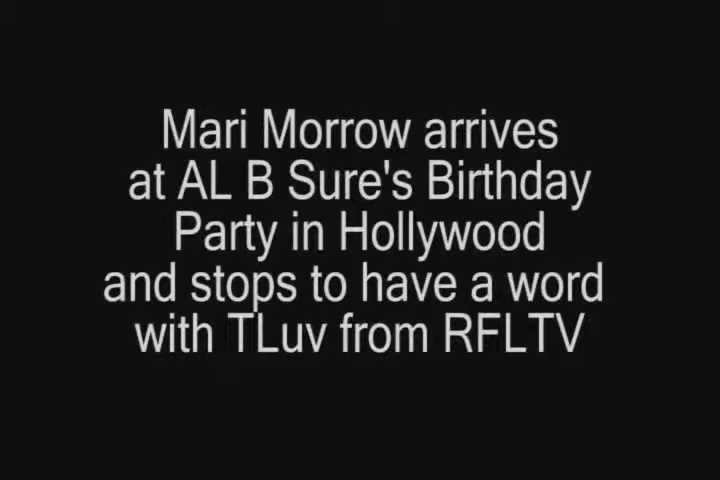 Mari Morrow arrives
at AL B Sure's Birthday
Party in Hollywood
and stops to have a word
with TLuv from RFLTV